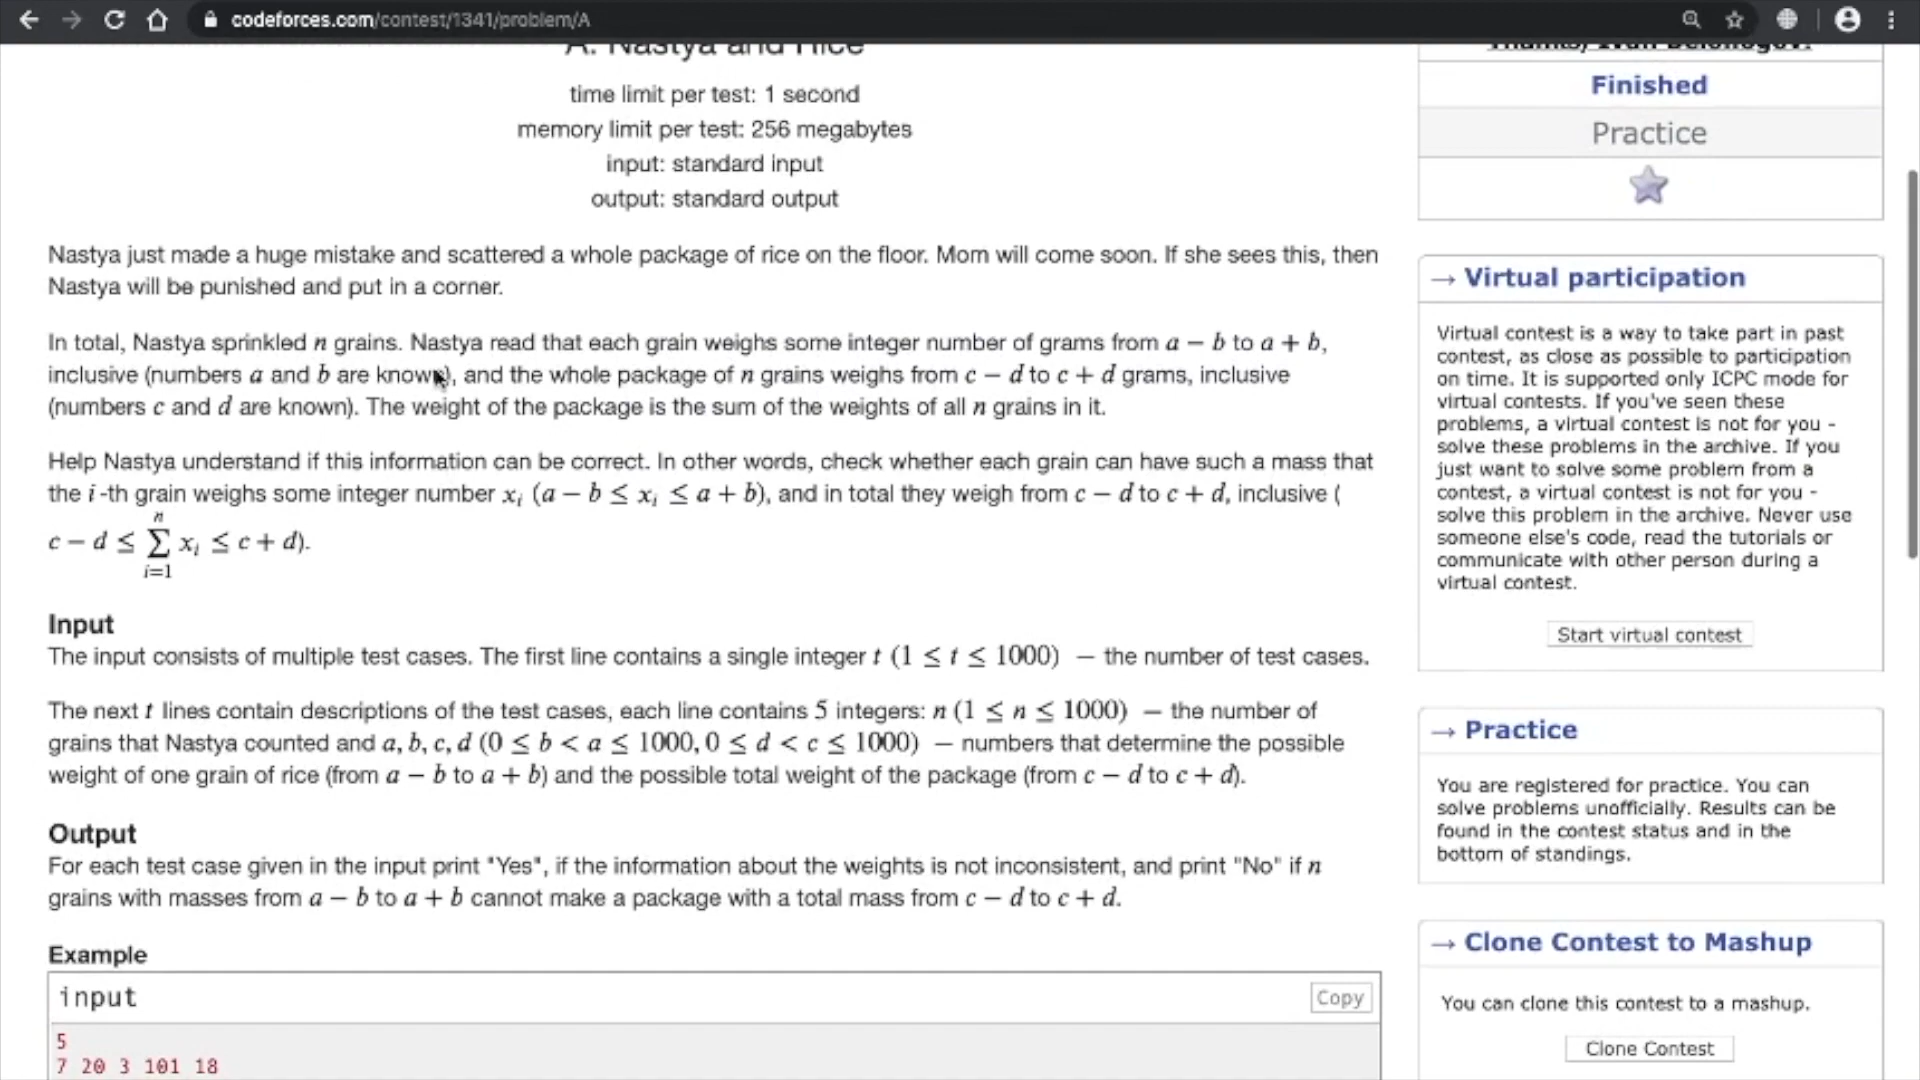 codeforces.com/contest/1341/problem/A
A. Nastya and Rice
time limit per test: 1 second
memory limit per test: 256 megabytes
input: standard input
output: standard output
Nastya just made a huge mistake and scattered a whole package of rice on the floor. Mom will come soon. If she sees this, then
Nastya will be punished and put in a corner.
In total, Nastya sprinkled n grains. Nastya read that each grain weighs some integer number of grams from a − b to a + b,
inclusive (numbers a and b are known), and the whole package of n grains weighs from c − d to c + d grams, inclusive
(numbers c and d are known). The weight of the package is the sum of the weights of all n grains in it.
Help Nastya understand if this information can be correct. In other words, check whether each grain can have such a mass that
the i -th grain weighs some integer number xᵢ (a − b ≤ xᵢ ≤ a + b), and in total they weigh from c − d to c + d, inclusive (
n
c − d ≤ ∑ xᵢ ≤ c + d).
i=1
Input
The input consists of multiple test cases. The first line contains a single integer t (1 ≤ t ≤ 1000) — the number of test cases.
The next t lines contain descriptions of the test cases, each line contains 5 integers: n (1 ≤ n ≤ 1000) — the number of
grains that Nastya counted and a, b, c, d (0 ≤ b < a ≤ 1000, 0 ≤ d < c ≤ 1000) — numbers that determine the possible
weight of one grain of rice (from a − b to a + b) and the possible total weight of the package (from c − d to c + d).
Output
For each test case given in the input print "Yes", if the information about the weights is not inconsistent, and print "No" if n
grains with masses from a − b to a + b cannot make a package with a total mass from c − d to c + d.
Example
input
Copy
5
7 20 3 101 18
Thanks, Ivan Belonogov!
Finished
Practice
→ Virtual participation
Virtual contest is a way to take part in past
contest, as close as possible to participation
on time. It is supported only ICPC mode for
virtual contests. If you've seen these
problems, a virtual contest is not for you -
solve these problems in the archive. If you
just want to solve some problem from a
contest, a virtual contest is not for you -
solve this problem in the archive. Never use
someone else's code, read the tutorials or
communicate with other person during a
virtual contest.
Start virtual contest
→ Practice
You are registered for practice. You can
solve problems unofficially. Results can be
found in the contest status and in the
bottom of standings.
→ Clone Contest to Mashup
You can clone this contest to a mashup.
Clone Contest